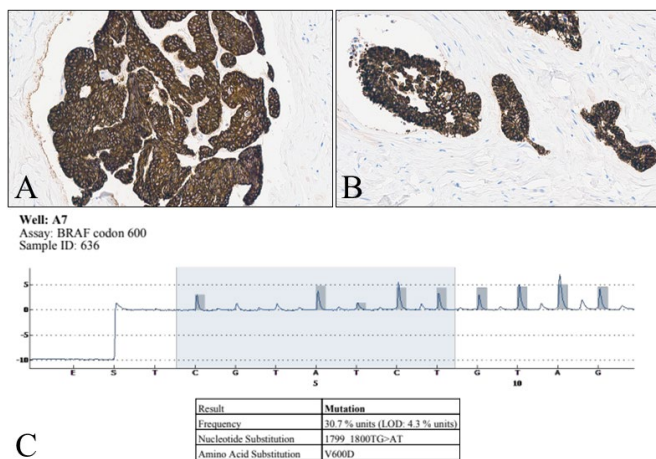 A
B
Well: A7
Assay: BRAF codon 600
Sample ID: 636
5
0
-5
-10
E S T C G T A T C T G T A G
5 10
Result Mutation
Frequency 30.7 % units (LOD: 4.3 % units)
Nucleotide Substitution 1799_1800TG>AT
Amino Acid Substitution V600D
C